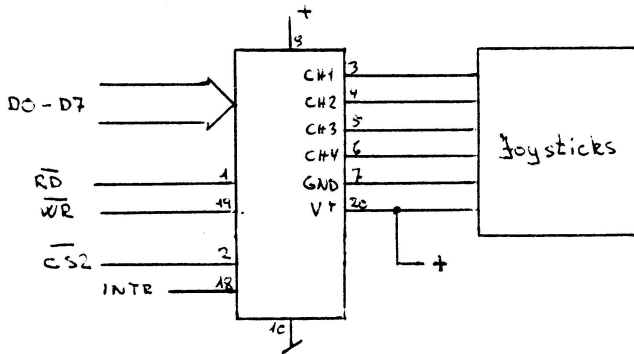 +
9
CH1 3
D0-D7 CH2 4
CH3 5
CH4 6
Joysticks
RD 1 GND 7
WR 19 V+ 20
CS2 2
+
INTR 18
10